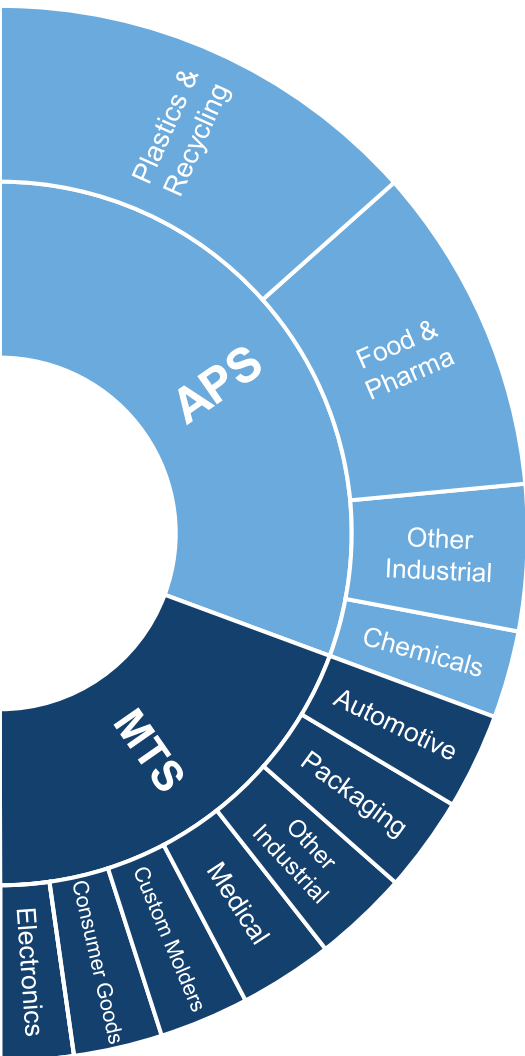 Plastics &
Recycling
APS
Food &
Pharma
Other
Industrial
Chemicals
MTS
Automotive
Packaging
Other
Industrial
Medical
Custom Molders
Consumer Goods
Electronics